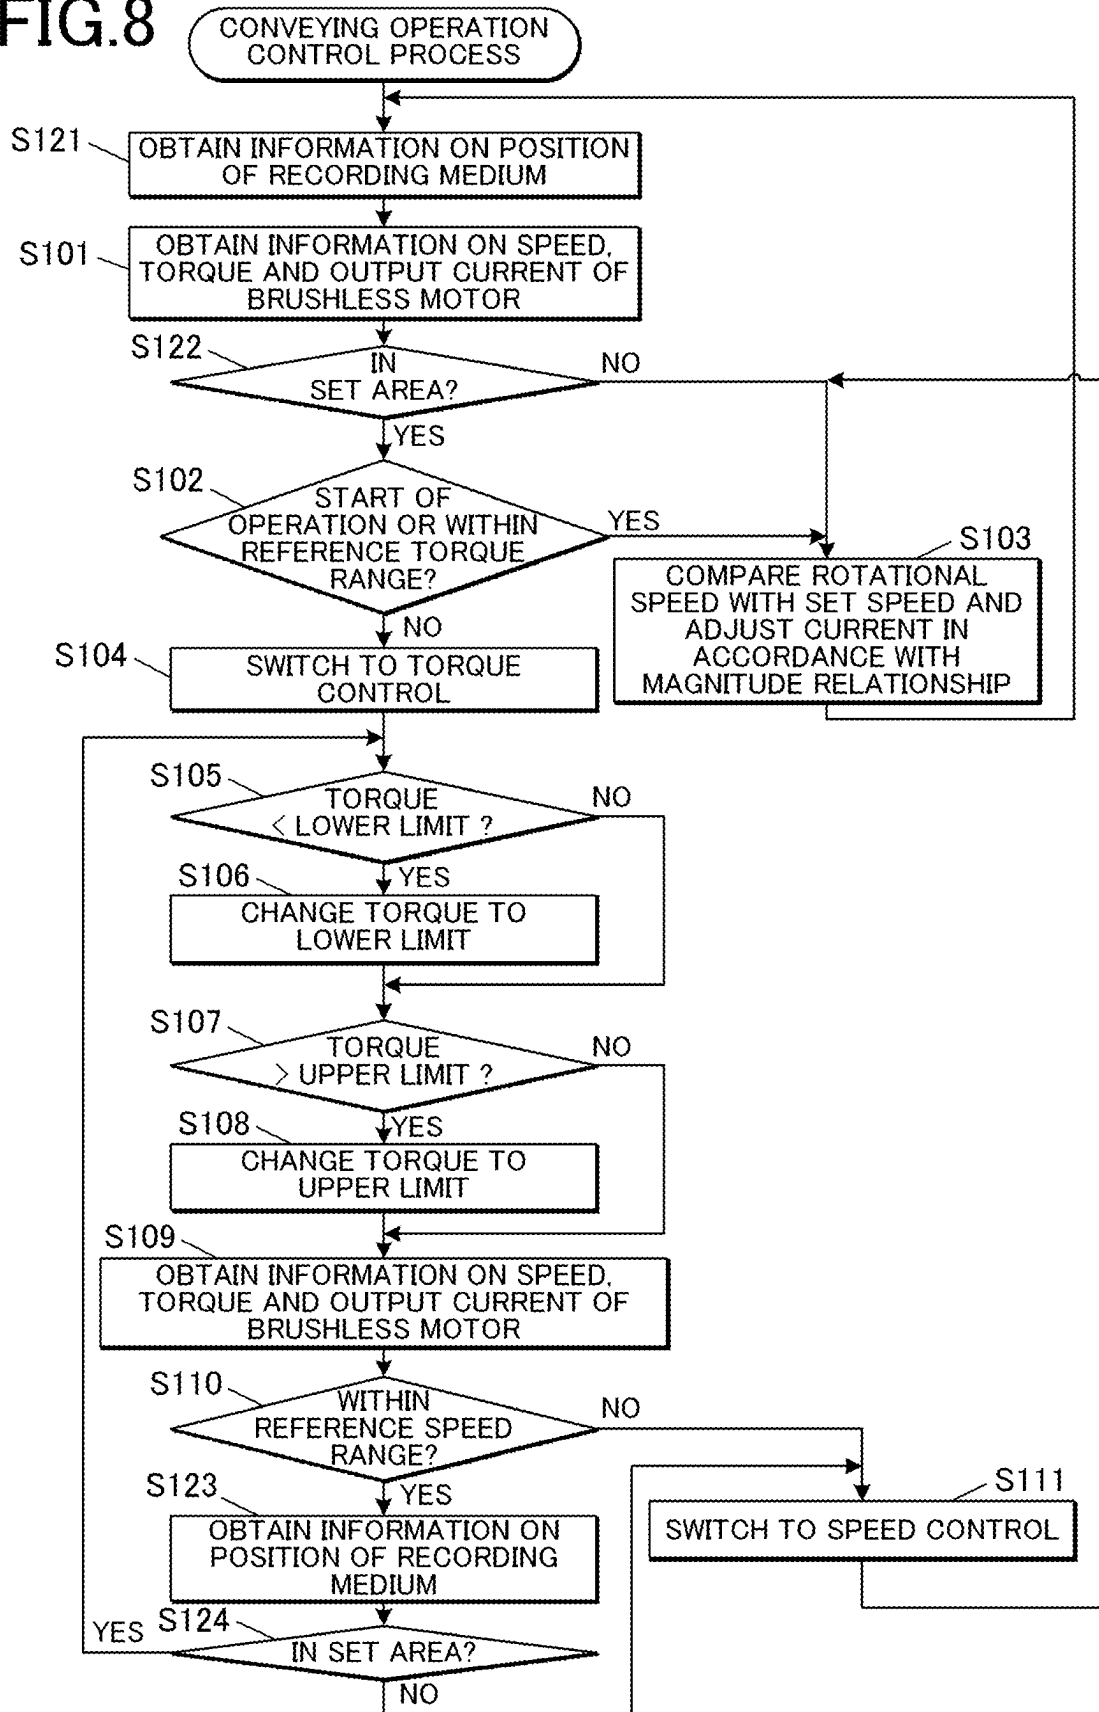 FIG.8
CONVEYING OPERATION
CONTROL PROCESS
S121
OBTAIN INFORMATION ON POSITION
OF RECORDING MEDIUM
S101
OBTAIN INFORMATION ON SPEED,
TORQUE AND OUTPUT CURRENT OF
BRUSHLESS MOTOR
S122
IN
SET AREA?
NO
YES
S102
START OF
OPERATION OR WITHIN
REFERENCE TORQUE
RANGE?
YES
NO
S103
COMPARE ROTATIONAL
SPEED WITH SET SPEED AND
ADJUST CURRENT IN
ACCORDANCE WITH
MAGNITUDE RELATIONSHIP
S104
SWITCH TO TORQUE
CONTROL
S105
TORQUE
< LOWER LIMIT ?
NO
YES
S106
CHANGE TORQUE TO
LOWER LIMIT
S107
TORQUE
> UPPER LIMIT ?
NO
YES
S108
CHANGE TORQUE TO
UPPER LIMIT
S109
OBTAIN INFORMATION ON SPEED,
TORQUE AND OUTPUT CURRENT OF
BRUSHLESS MOTOR
S110
WITHIN
REFERENCE SPEED
RANGE?
NO
YES
S111
SWITCH TO SPEED CONTROL
S123
OBTAIN INFORMATION ON
POSITION OF RECORDING
MEDIUM
S124
IN SET AREA?
YES
NO